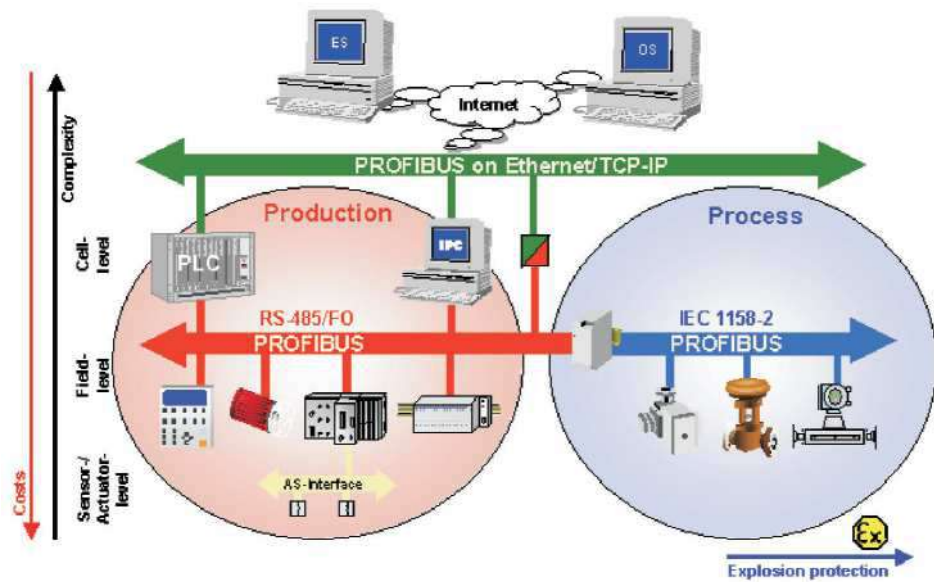 ES
OS
Internet
PROFIBUS on Ethernet/TCP-IP
Production
Process
PLC
IPC
RS-485/FO
PROFIBUS
IEC 1158-2
PROFIBUS
AS-Interface
Complexity
Cell-
level
Field-
level
Sensor-/
Actuator-
level
Costs
Ex
Explosion protection